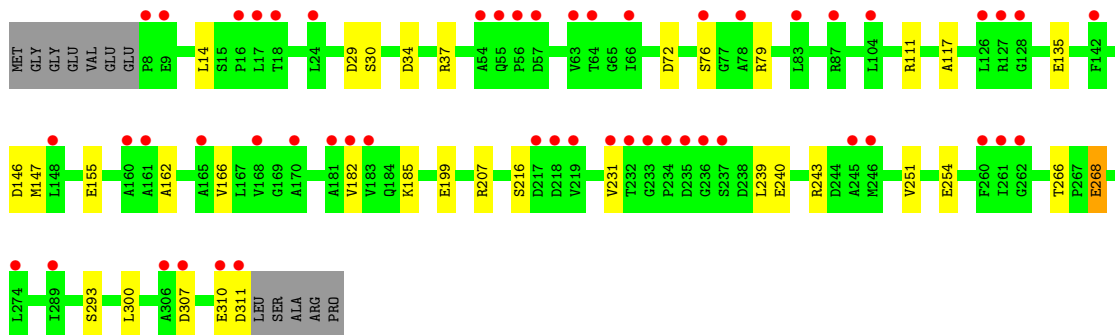 MET GLY GLY GLU VAL GLU GLU P8 E9 L14 S15 P16 L17 T18 L24 D29 S30 D34 R37 A54 Q55 P56 D57 V63 T64 G65 I66 D72 S76 G77 A78 R79 L83 R87 L104 R111 A117 L126 R127 G128 E135 F142
D146 M147 L148 E155 A160 A161 A162 A165 V166 L167 V168 G169 A170 A181 V182 V183 Q184 K185 E199 R207 S216 D217 D218 V219 V231 T232 G233 P234 D235 G236 S237 D238 L239 E240 R243 D244 A245 M246 V251 E254 F260 I261 G262 T266 P267 E268
L274 I289 S293 L300 A306 D307 E310 D311 LEU SER ALA ARG PRO